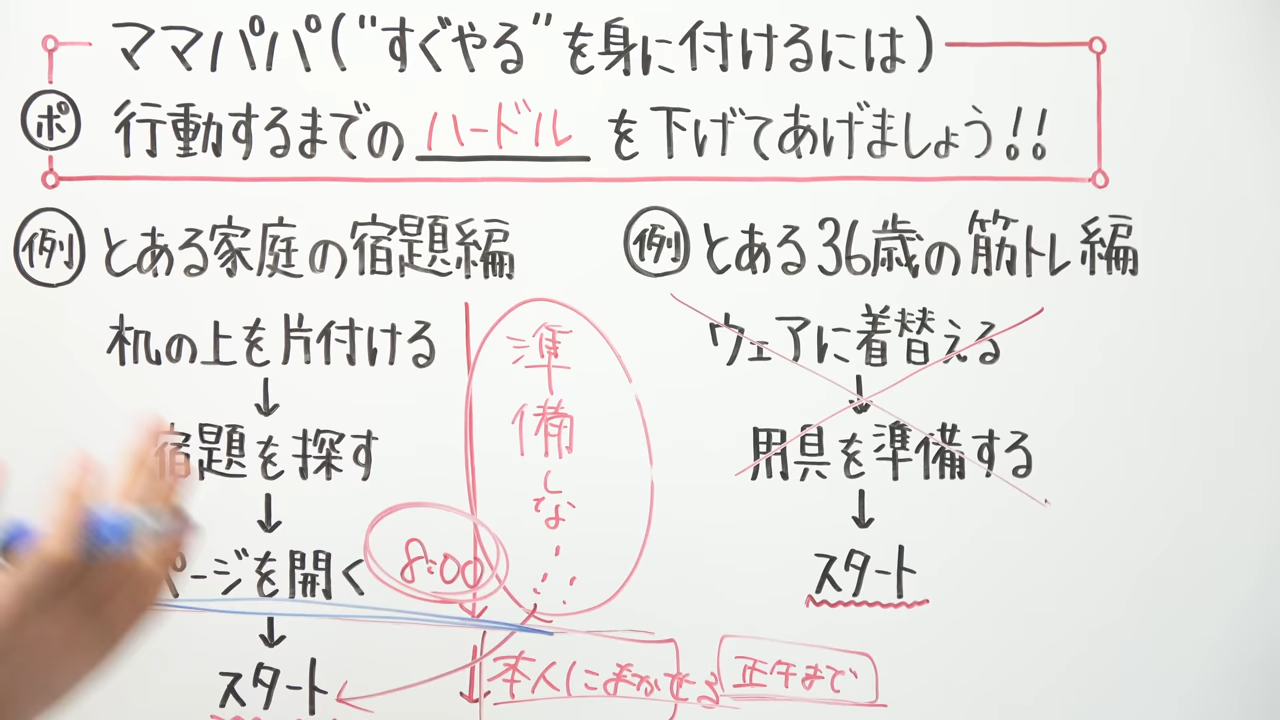 ママパパ("すぐやる"を身に付けるには)
ポ 行動するまでの ハードル を下げてあげましょう!!
例 とある家庭の宿題編
机の上を片付ける
↓
宿題を探す
↓
ページを開く 8:00
↓
スタート
準備しな...
本人にまかせる 正午まで
例 とある36歳の筋トレ編
ウェアに着替える
↓
用具を準備する
↓
スタート